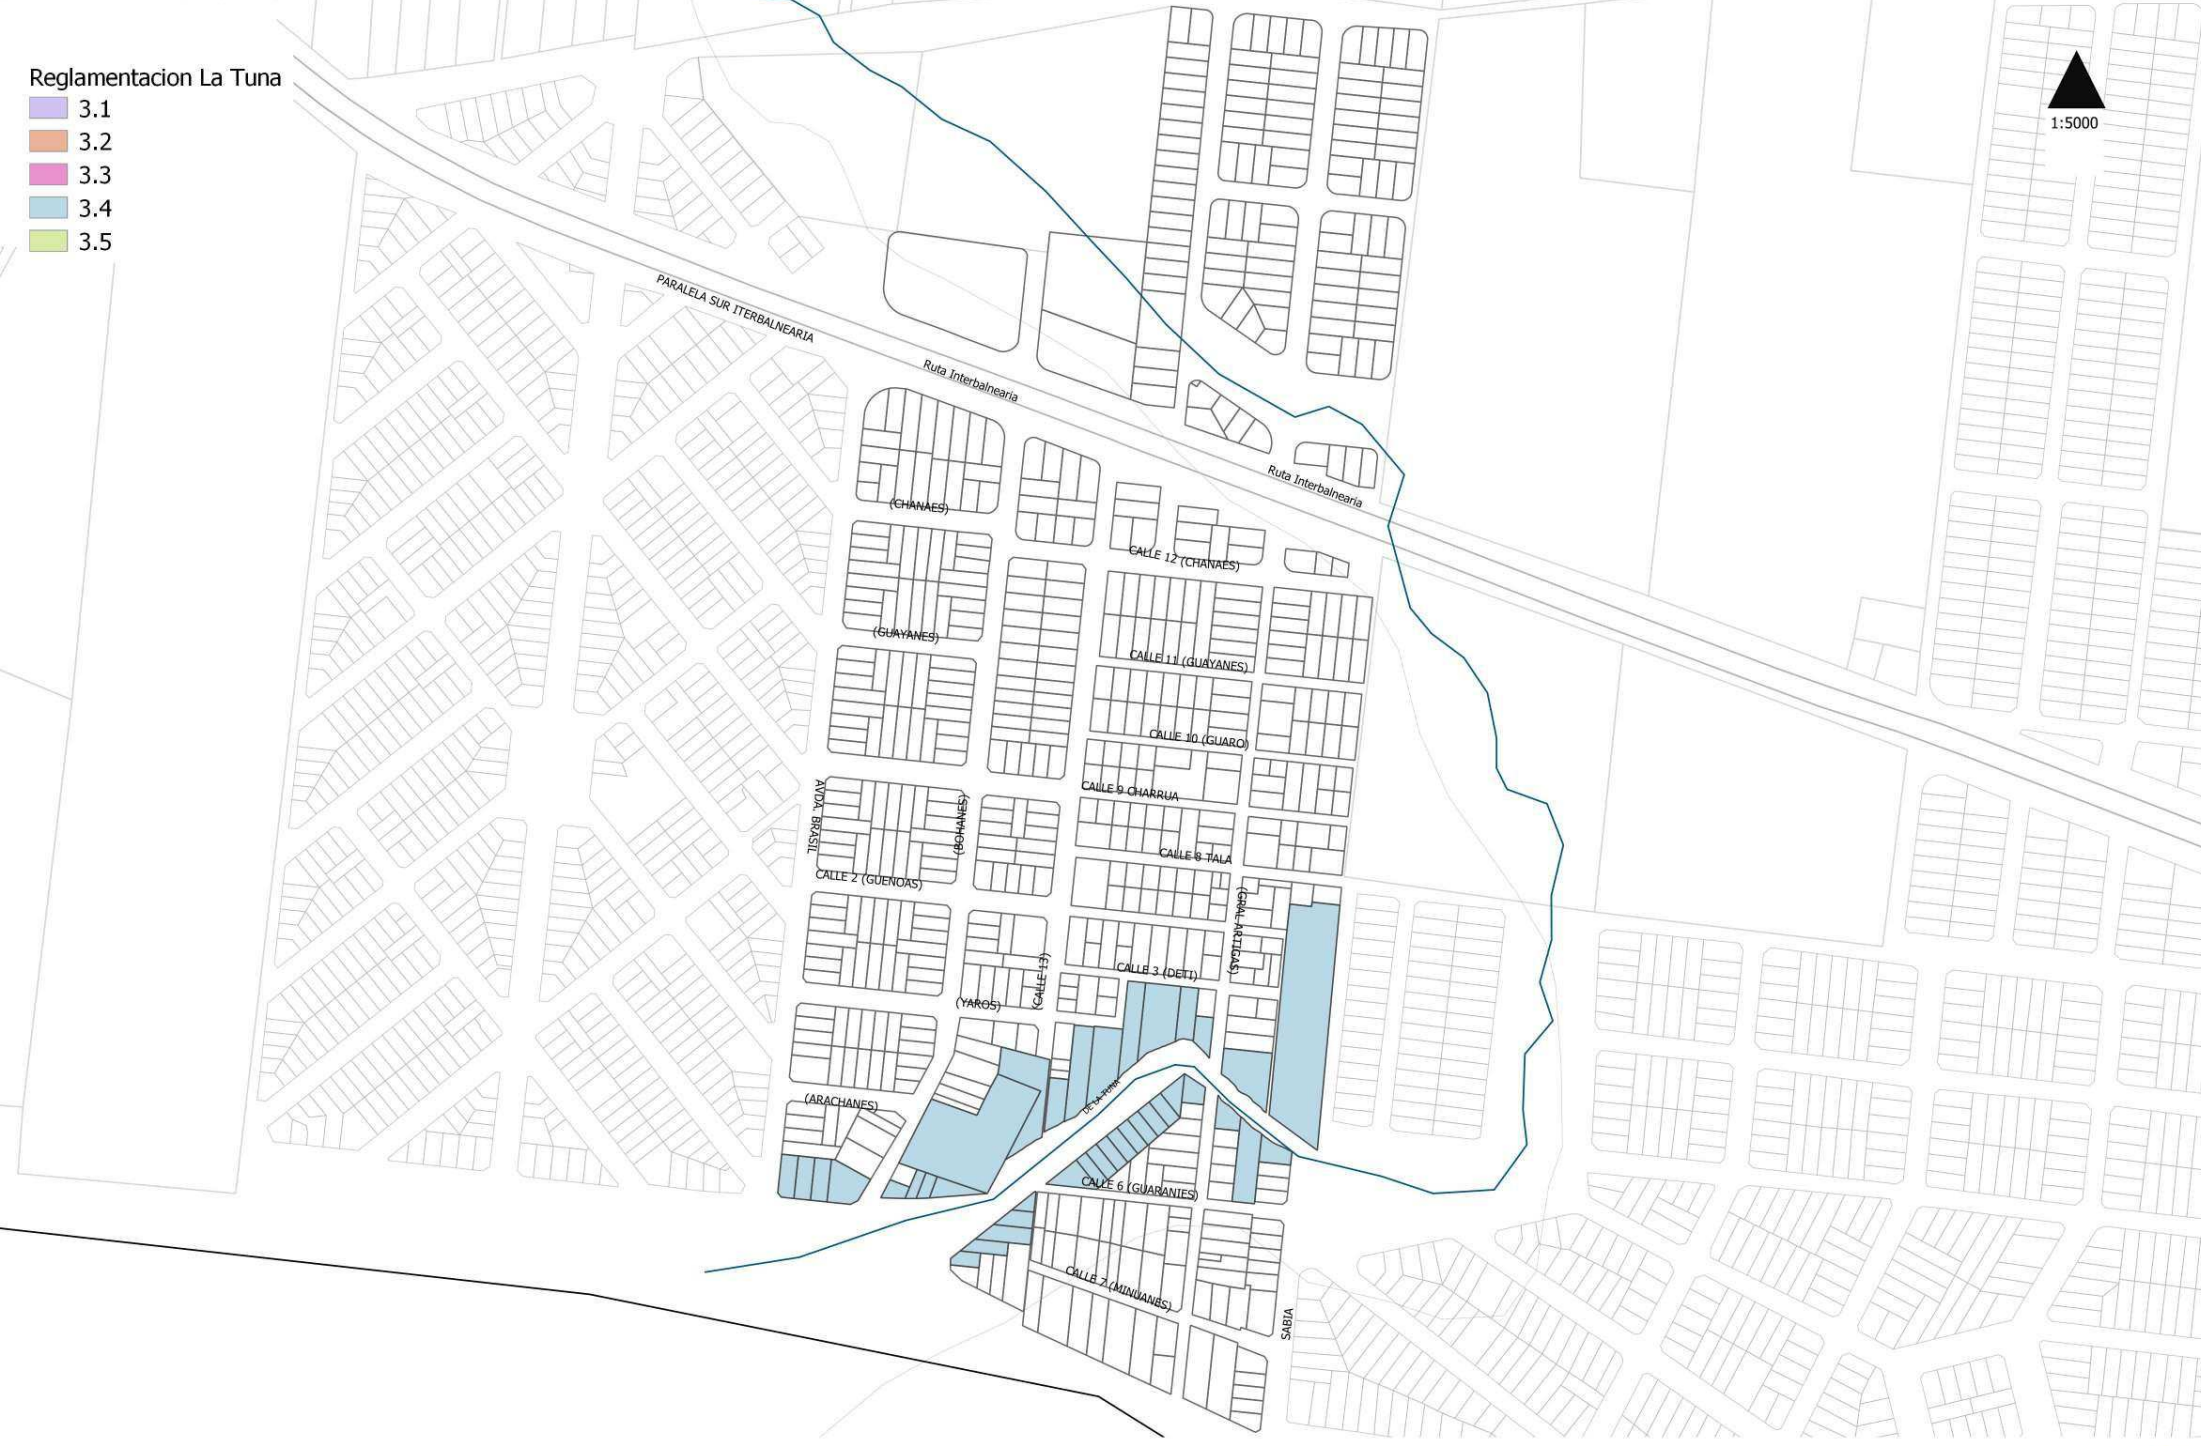 Reglamentacion La Tuna
3.1
3.2
3.3
3.4
3.5
1:5000
PARALELA SUR ITERBALNEARIA
Ruta Interbalnearia
Ruta Interbalnearia
(CHANAES)
CALLE 12 (CHANAES)
(GUAYANES)
CALLE 11 (GUAYANES)
CALLE 10 (GUARO)
CALLE 9 CHARRUA
AVDA. BRASIL
(BOHANES)
CALLE 8 TALA
CALLE 2 (GUENOAS)
(GRAL ARTIGAS)
CALLE 3 (DETI)
(CALLE 13)
(YAROS)
DE LA TUNA
(ARACHANES)
CALLE 6 (GUARANIES)
CALLE 7 (MINUANES)
SABIA